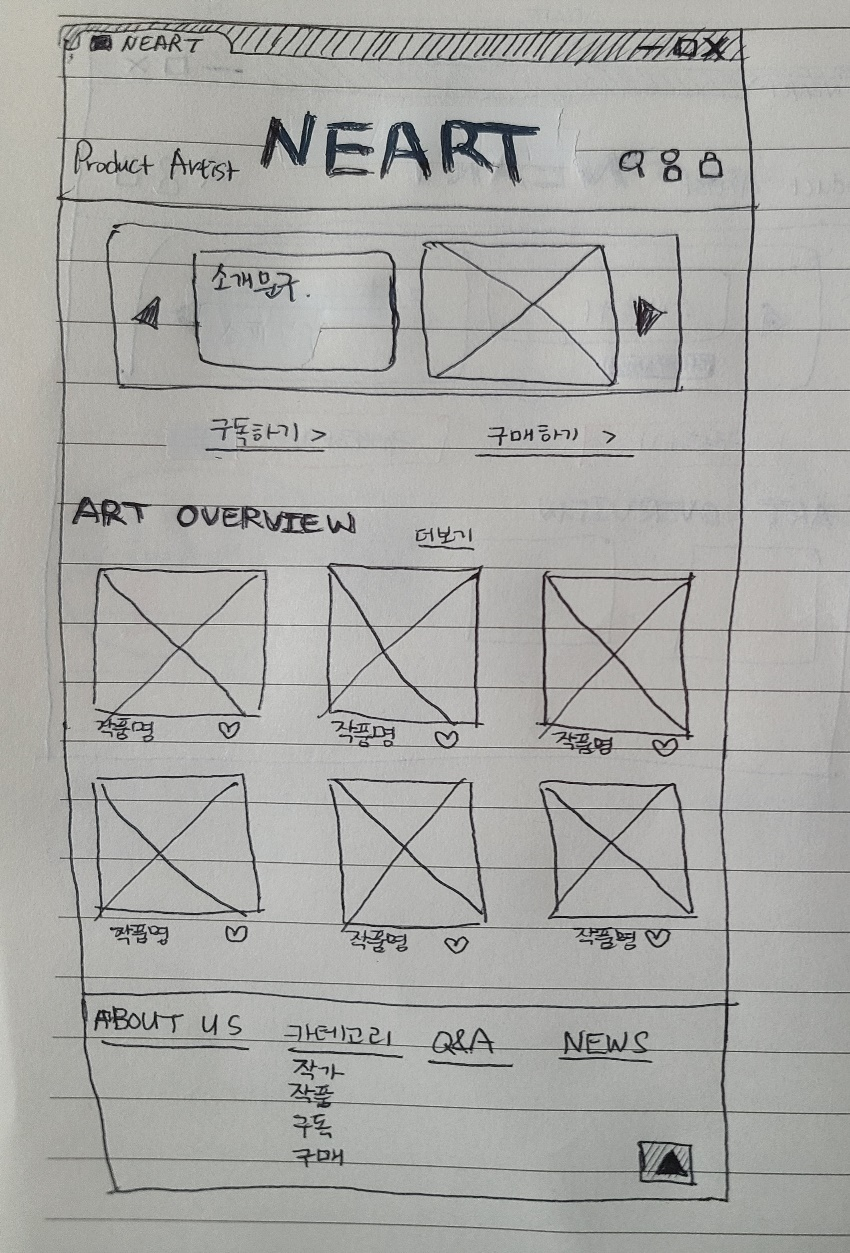 NEART
Product Artist NEART
소개문구.
구독하기 > 구매하기 >
ART OVERVIEW 더보기
작품명 작품명 작품명
작품명 작품명 작품명
ABOUT US 카테고리 Q&A NEWS
작가
작품
구독
구매